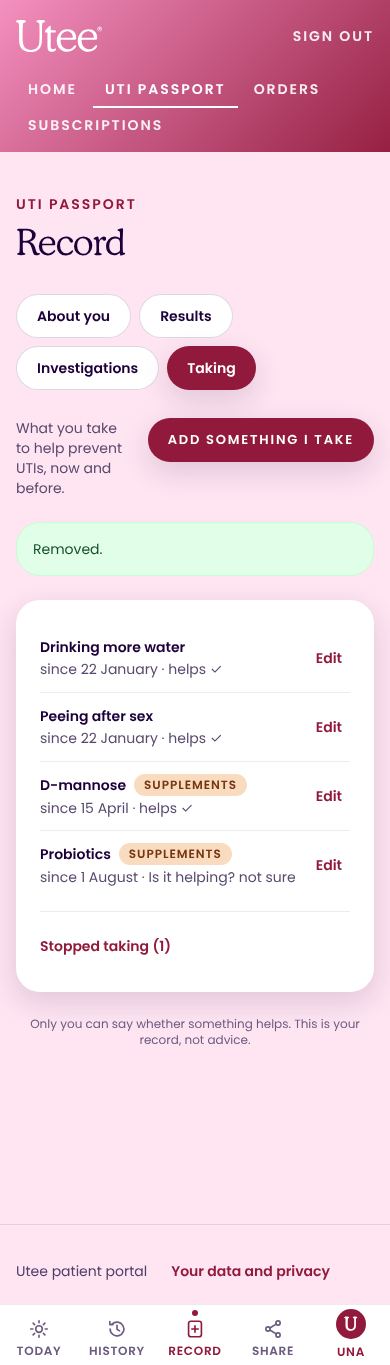 Utee®
SIGN OUT
HOME UTI PASSPORT ORDERS
SUBSCRIPTIONS
UTI PASSPORT
Record
About you Results
Investigations Taking
What you take
to help prevent
UTIs, now and
before.
ADD SOMETHING I TAKE
Removed.
Drinking more water
since 22 January · helps ✓
Edit
Peeing after sex
since 22 January · helps ✓
Edit
D-mannose SUPPLEMENTS
since 15 April · helps ✓
Edit
Probiotics SUPPLEMENTS
since 1 August · Is it helping? not sure
Edit
Stopped taking (1)
Only you can say whether something helps. This is your
record, not advice.
Utee patient portal Your data and privacy
TODAY HISTORY RECORD SHARE UNA
U